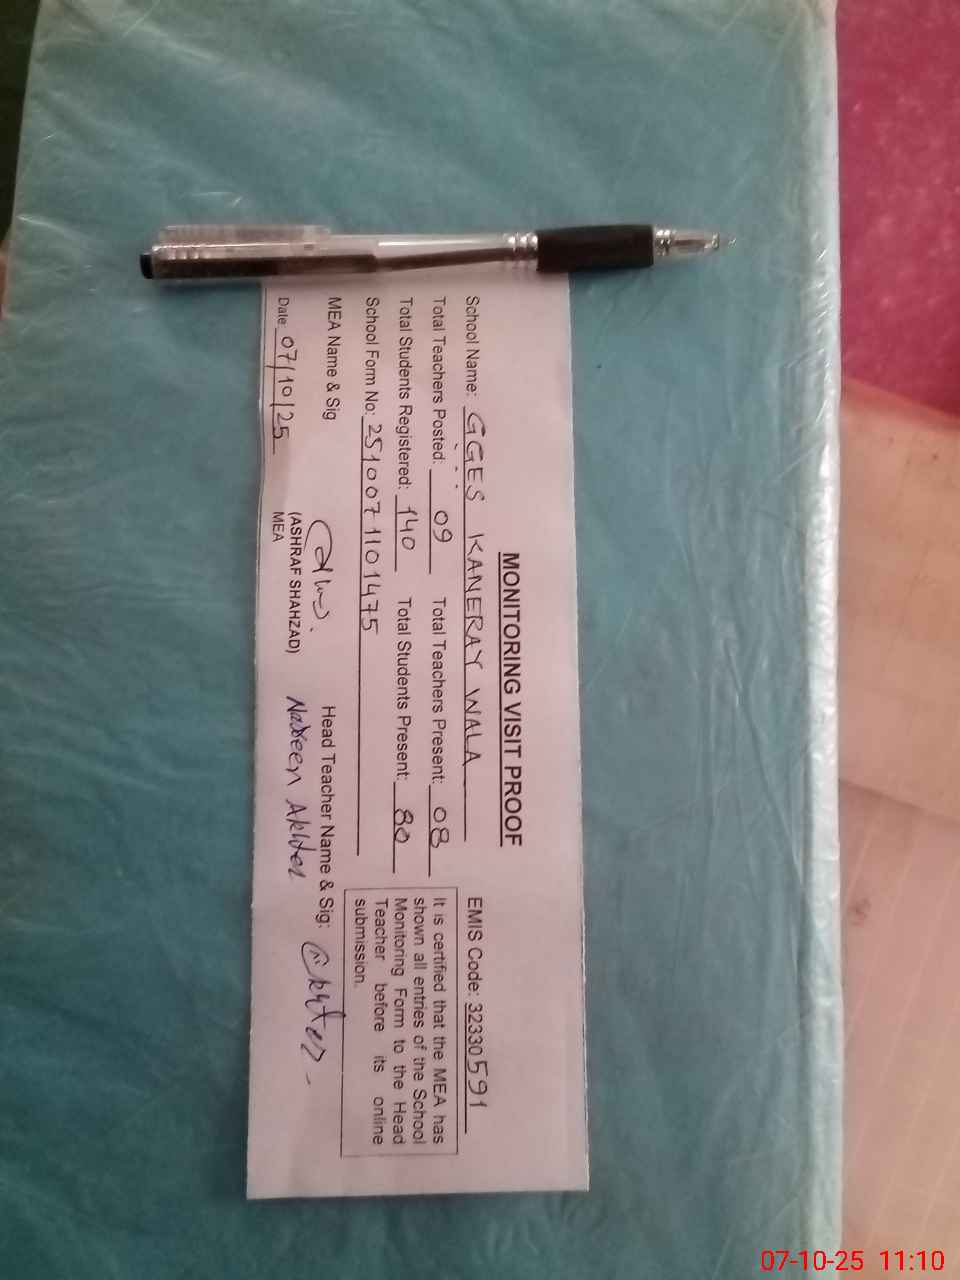 MONITORING VISIT PROOF
School Name: GGES KANERAY WALA EMIS Code: 32330591
Total Teachers Posted: 09 Total Teachers Present: 08
Total Students Registered: 140 Total Students Present: 80
School Form No: 2510071101475
It is certified that the MEA has
shown all entries of the School
Monitoring Form to the Head
Teacher before its online
submission.
MEA Name & Sig Head Teacher Name & Sig:
(ASHRAF SHAHZAD) Nasreen Akhter
Date 07/10/25 MEA
07-10-25 11:10